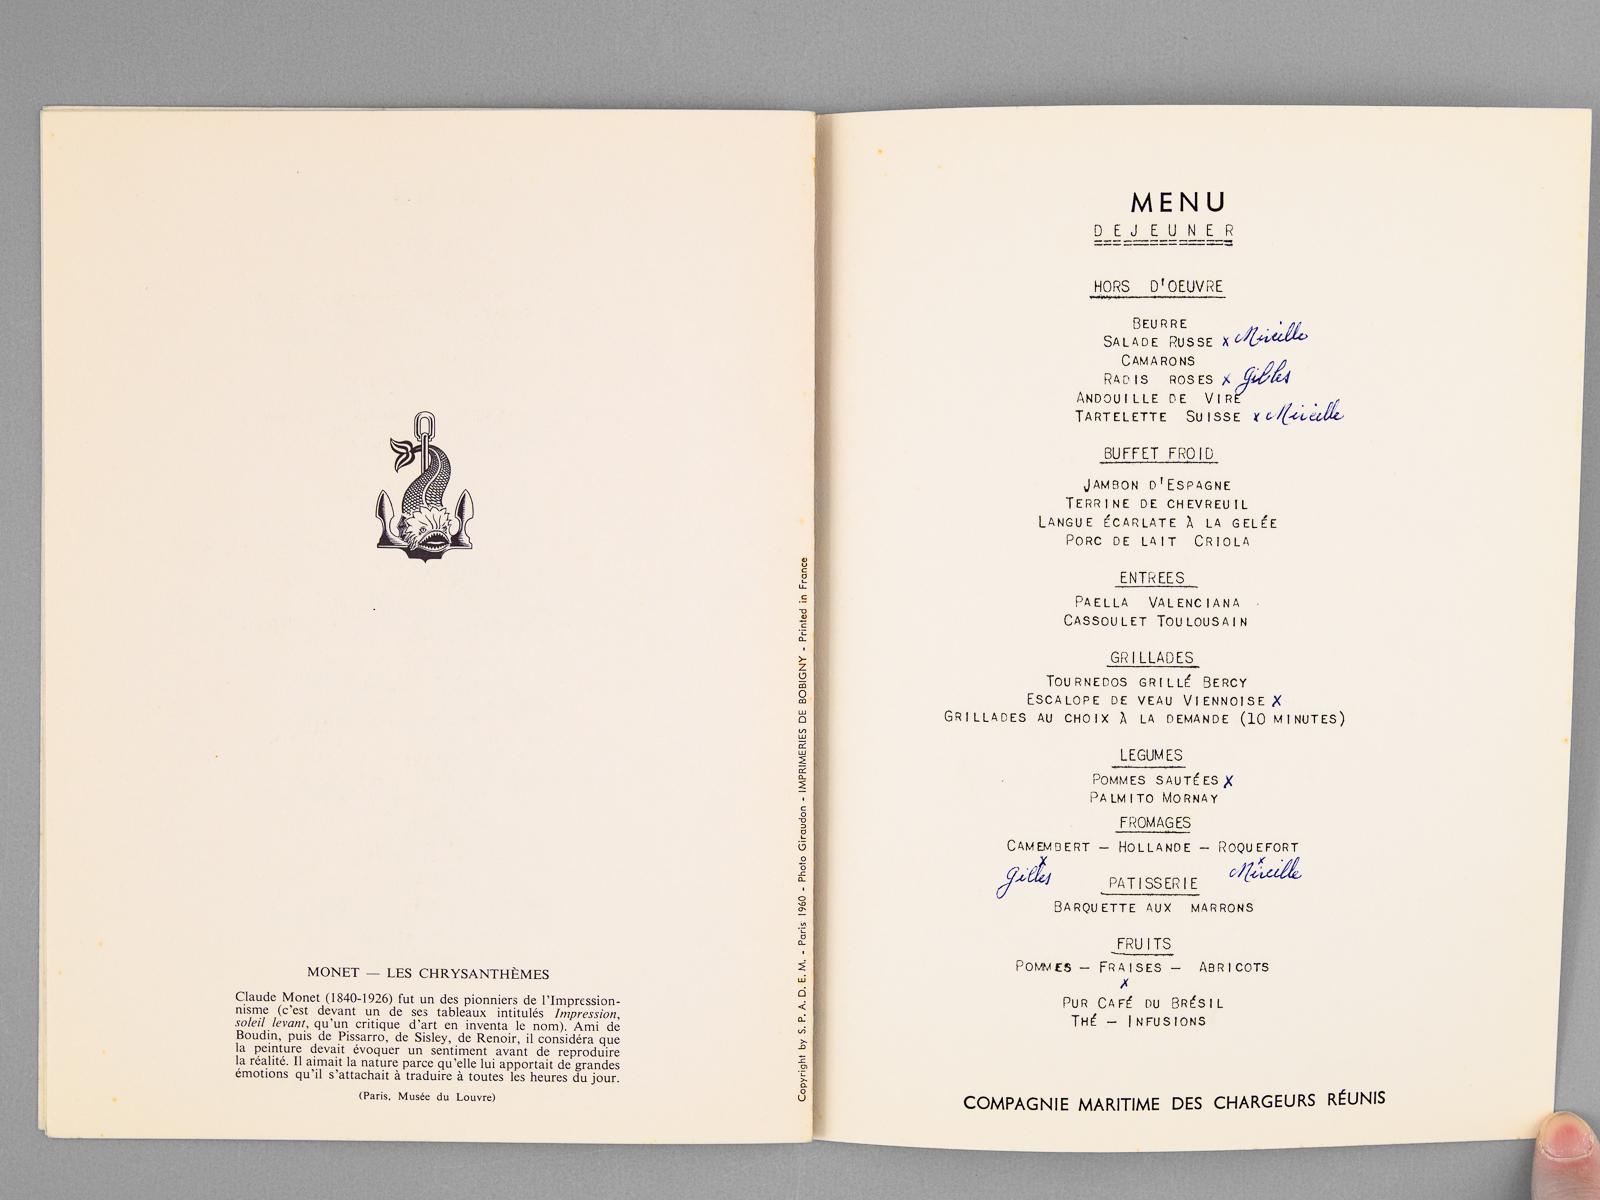 MONET — LES CHRYSANTHÈMES
Claude Monet (1840-1926) fut un des pionniers de l'Impression-
nisme (c'est devant un de ses tableaux intitulés Impression,
soleil levant, qu'un critique d'art en inventa le nom). Ami de
Boudin, puis de Pissarro, de Sisley, de Renoir, il considéra que
la peinture devait évoquer un sentiment avant de reproduire
la réalité. Il aimait la nature parce qu'elle lui apportait de grandes
émotions qu'il s'attachait à traduire à toutes les heures du jour.
(Paris, Musée du Louvre)
Copyright by S. P. A. D. E. M. - Paris 1960 - Photo Giraudon - IMPRIMERIES DE BOBIGNY - Printed in France
MENU
DEJEUNER
HORS D'OEUVRE
BEURRE
SALADE RUSSE x Mireille
CAMARONS
RADIS ROSES x Gilles
ANDOUILLE DE VIRE
TARTELETTE SUISSE x Mireille
BUFFET FROID
JAMBON D'ESPAGNE
TERRINE DE CHEVREUIL
LANGUE ÉCARLATE À LA GELÉE
PORC DE LAIT CRIOLA
ENTREES
PAELLA VALENCIANA
CASSOULET TOULOUSAIN
GRILLADES
TOURNEDOS GRILLÉ BERCY
ESCALOPE DE VEAU VIENNOISE x
GRILLADES AU CHOIX À LA DEMANDE (10 MINUTES)
LEGUMES
POMMES SAUTÉES x
PALMITO MORNAY
FROMAGES
CAMEMBERT — HOLLANDE — ROQUEFORT
x x
Gilles Mireille
PATISSERIE
BARQUETTE AUX MARRONS
FRUITS
POMMES — FRAISES — ABRICOTS
x
PUR CAFÉ DU BRÉSIL
THÉ — INFUSIONS
COMPAGNIE MARITIME DES CHARGEURS RÉUNIS